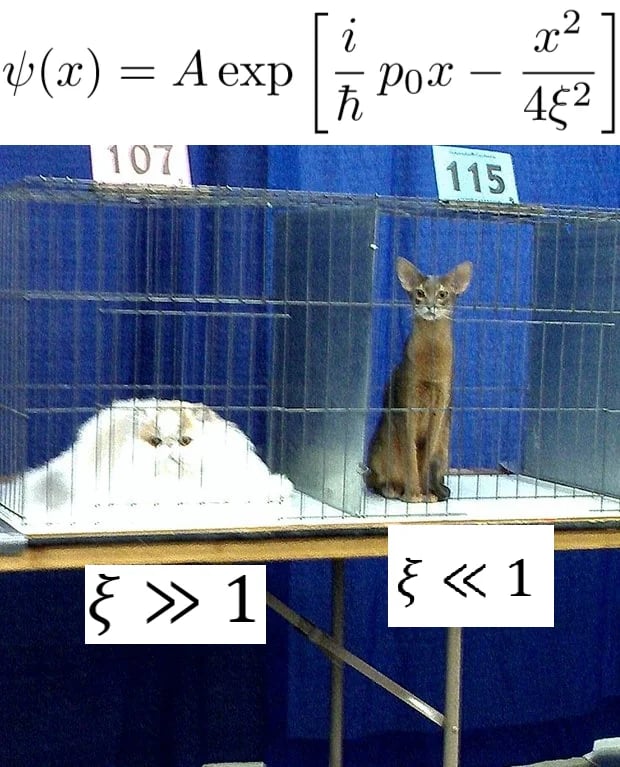 ψ(x) = A exp [ i/ħ p₀x − x²/4ξ² ]
107
115
ξ ≫ 1
ξ ≪ 1